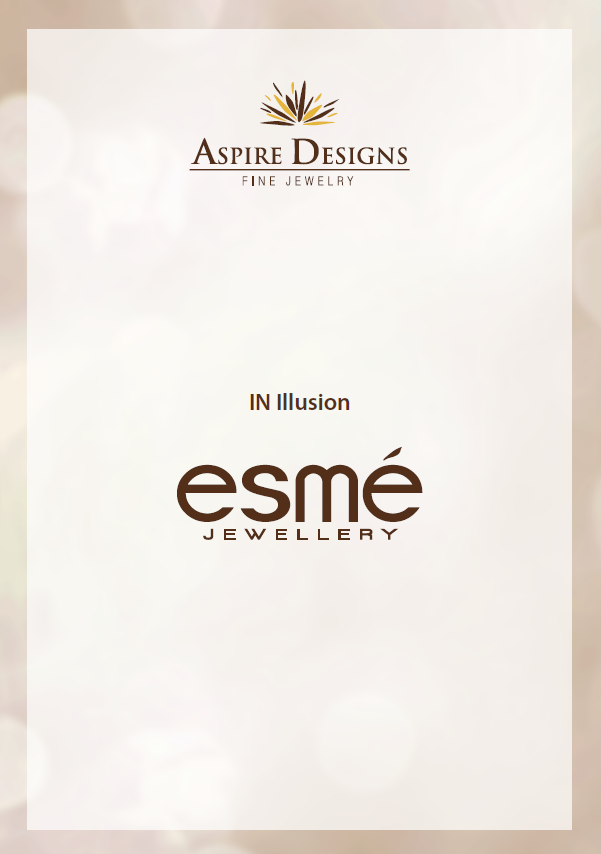 ASPIRE DESIGNS
FINE JEWELRY
IN Illusion
esmé
JEWELLERY